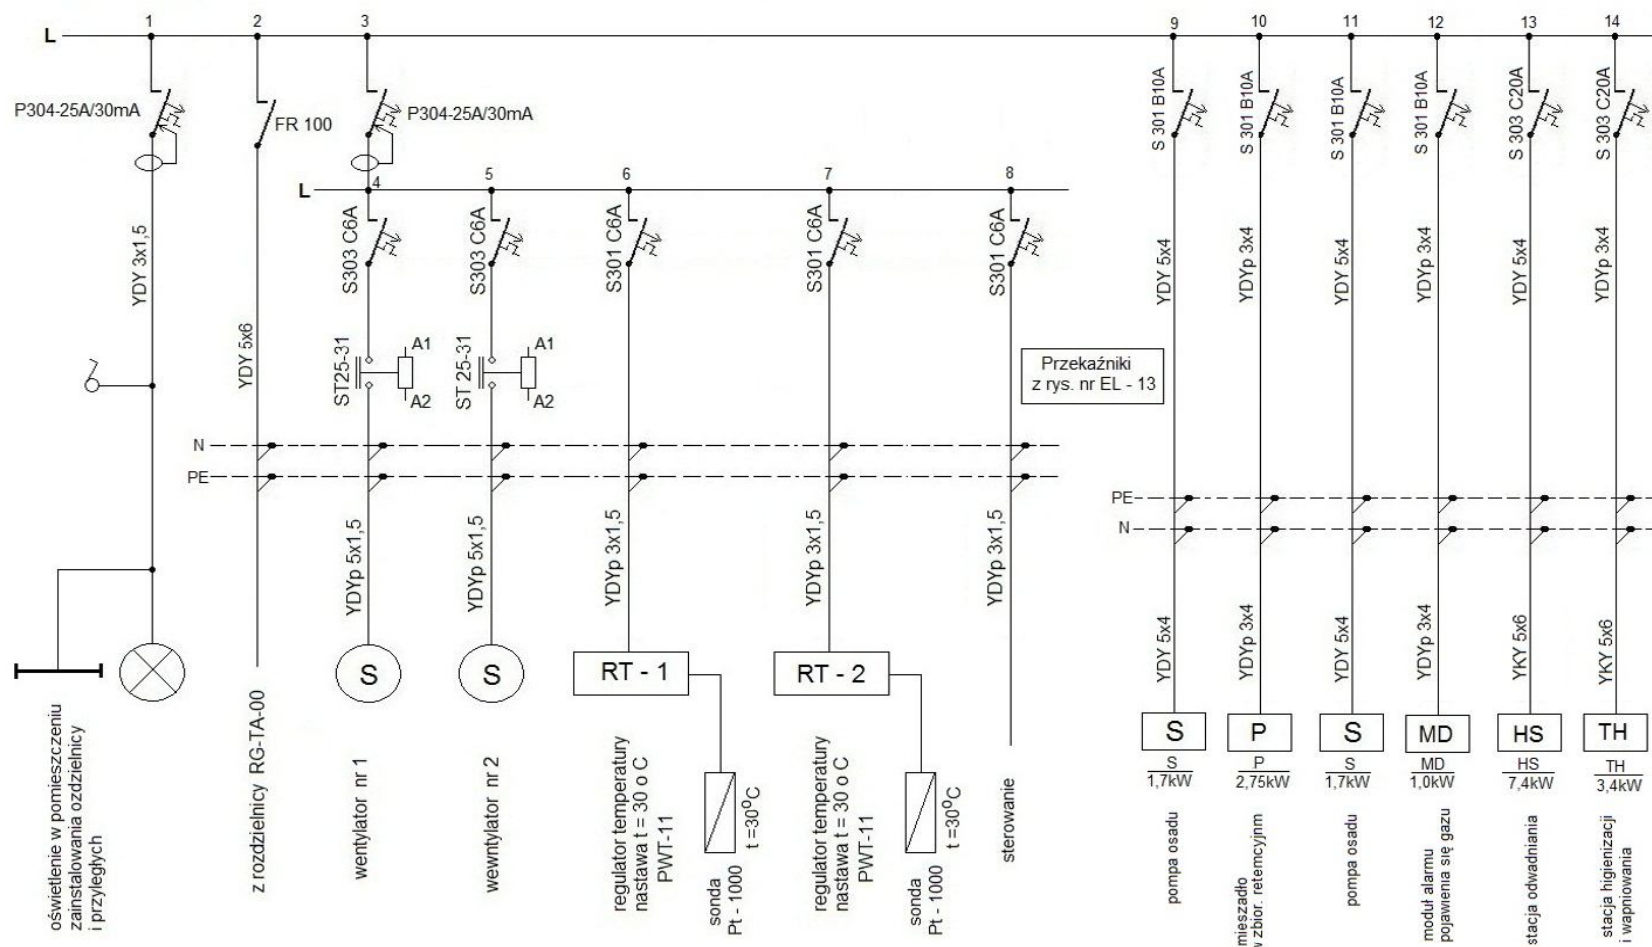 1
2
3
9
10
11
12
13
14
L
P304-25A/30mA
FR 100
P304-25A/30mA
S 301 B10A
S 301 B10A
S 301 B10A
S 301 B10A
S 303 C20A
S 303 C20A
L
4
5
6
7
8
S303 C6A
S303 C6A
S301 C6A
S301 C6A
S301 C6A
YDY 3x1,5
YDY 5x6
YDY 5x4
YDYp 3x4
YDY 5x4
YDYp 3x4
YDY 5x4
YDYp 3x4
ST25-31
A1
A2
ST 25-31
A1
A2
Przekaźniki
z rys. nr EL - 13
N
PE
PE
N
YDYp 5x1,5
YDYp 5x1,5
YDYp 3x1,5
YDYp 3x1,5
YDYp 3x1,5
YDY 5x4
YDYp 3x4
YDY 5x4
YDYp 3x4
YKY 5x6
YKY 5x6
S
S
RT - 1
RT - 2
S
P
S
MD
HS
TH
S
1,7kW
P
2,75kW
S
1,7kW
MD
1,0kW
HS
7,4kW
TH
3,4kW
oświetlenie w pomieszczeniu
zainstalowania ozdzielnicy
i przyległych
z rozdzielnicy RG-TA-00
wentylator nr 1
wewntylator nr 2
regulator temperatury
nastawa t = 30 o C
PWT-11
sonda
Pt - 1000
t =30°C
regulator temperatury
nastawa t = 30 o C
PWT-11
sonda
Pt - 1000
t =30°C
sterowanie
pompa osadu
mieszadło
w zbior. retemcyjnm
pompa osadu
moduł alarmu
pojawienia się gazu
stacja odwadniania
stacja higienizacji
i wapniowania